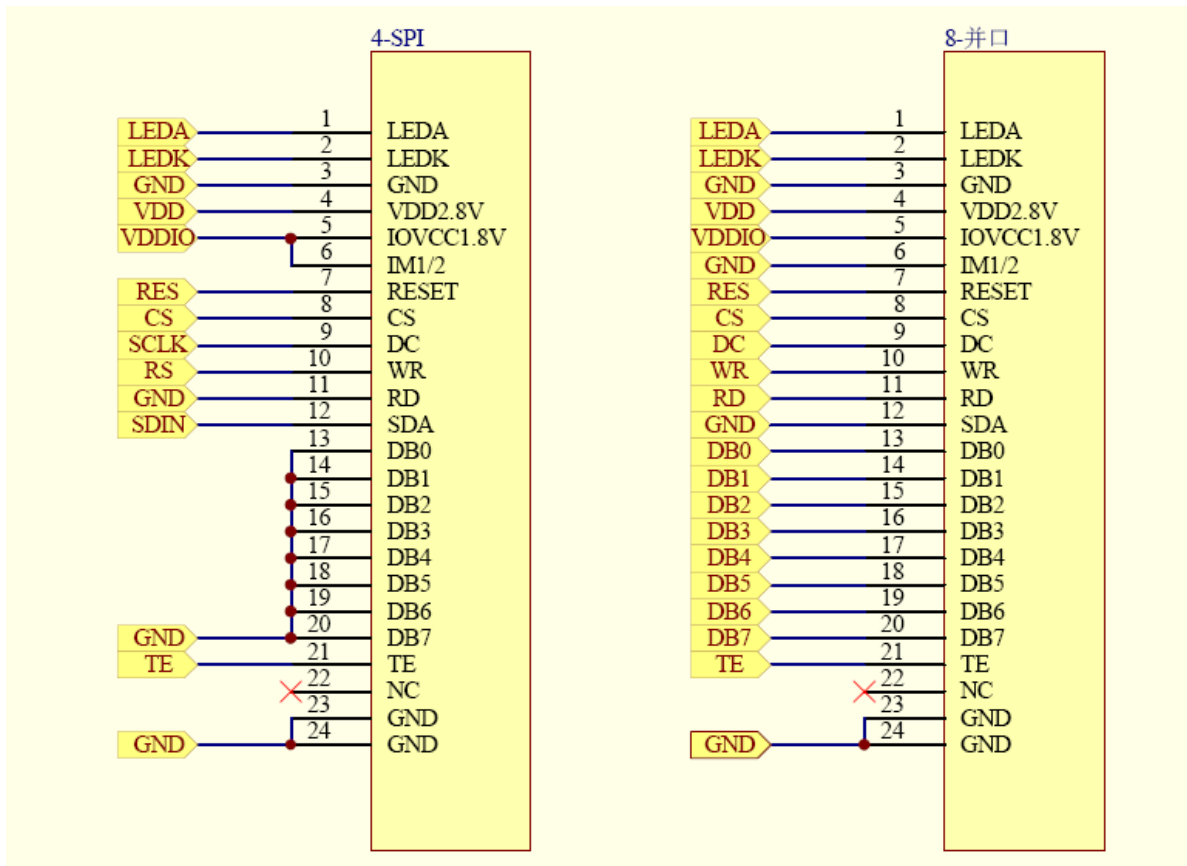 4-SPI
LEDA 1 LEDA
LEDK 2 LEDK
GND 3 GND
VDD 4 VDD2.8V
VDDIO 5 IOVCC1.8V
6 IM1/2
RES 7 RESET
CS 8 CS
SCLK 9 DC
RS 10 WR
GND 11 RD
SDIN 12 SDA
13 DB0
14 DB1
15 DB2
16 DB3
17 DB4
18 DB5
19 DB6
GND 20 DB7
TE 21 TE
22 NC
23 GND
GND 24 GND
8-并口
LEDA 1 LEDA
LEDK 2 LEDK
GND 3 GND
VDD 4 VDD2.8V
VDDIO 5 IOVCC1.8V
GND 6 IM1/2
RES 7 RESET
CS 8 CS
DC 9 DC
WR 10 WR
RD 11 RD
GND 12 SDA
DB0 13 DB0
DB1 14 DB1
DB2 15 DB2
DB3 16 DB3
DB4 17 DB4
DB5 18 DB5
DB6 19 DB6
DB7 20 DB7
TE 21 TE
22 NC
23 GND
GND 24 GND